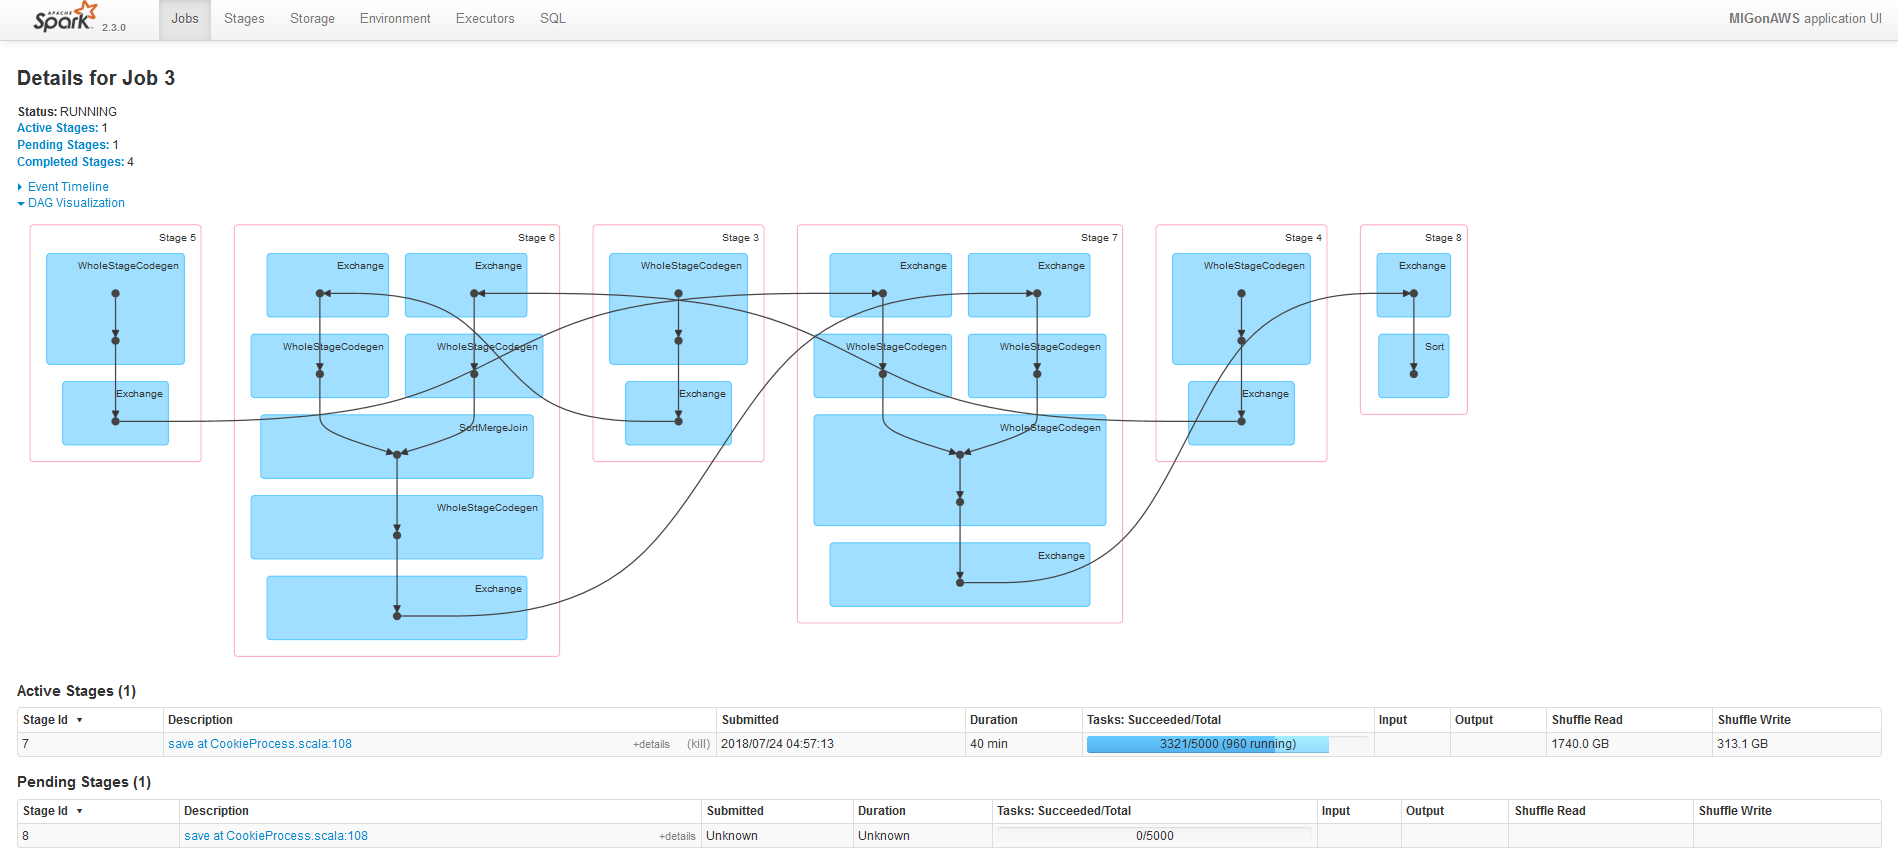 APACHE
Spark 2.3.0 Jobs Stages Storage Environment Executors SQL MIGonAWS application UI
Details for Job 3
Status: RUNNING
Active Stages: 1
Pending Stages: 1
Completed Stages: 4
Event Timeline
DAG Visualization
Stage 5
WholeStageCodegen
Exchange
Stage 6
Exchange Exchange
WholeStageCodegen WholeStageCodegen
SortMergeJoin
WholeStageCodegen
Exchange
Stage 3
WholeStageCodegen
Exchange
Stage 7
Exchange Exchange
WholeStageCodegen WholeStageCodegen
WholeStageCodegen
Exchange
Stage 4
WholeStageCodegen
Exchange
Stage 8
Exchange
Sort
Active Stages (1)
Stage Id ▾ Description Submitted Duration Tasks: Succeeded/Total Input Output Shuffle Read Shuffle Write
7 save at CookieProcess.scala:108 +details (kill) 2018/07/24 04:57:13 40 min 3321/5000 (960 running) 1740.0 GB 313.1 GB
Pending Stages (1)
Stage Id ▾ Description Submitted Duration Tasks: Succeeded/Total Input Output Shuffle Read Shuffle Write
8 save at CookieProcess.scala:108 +details Unknown Unknown 0/5000